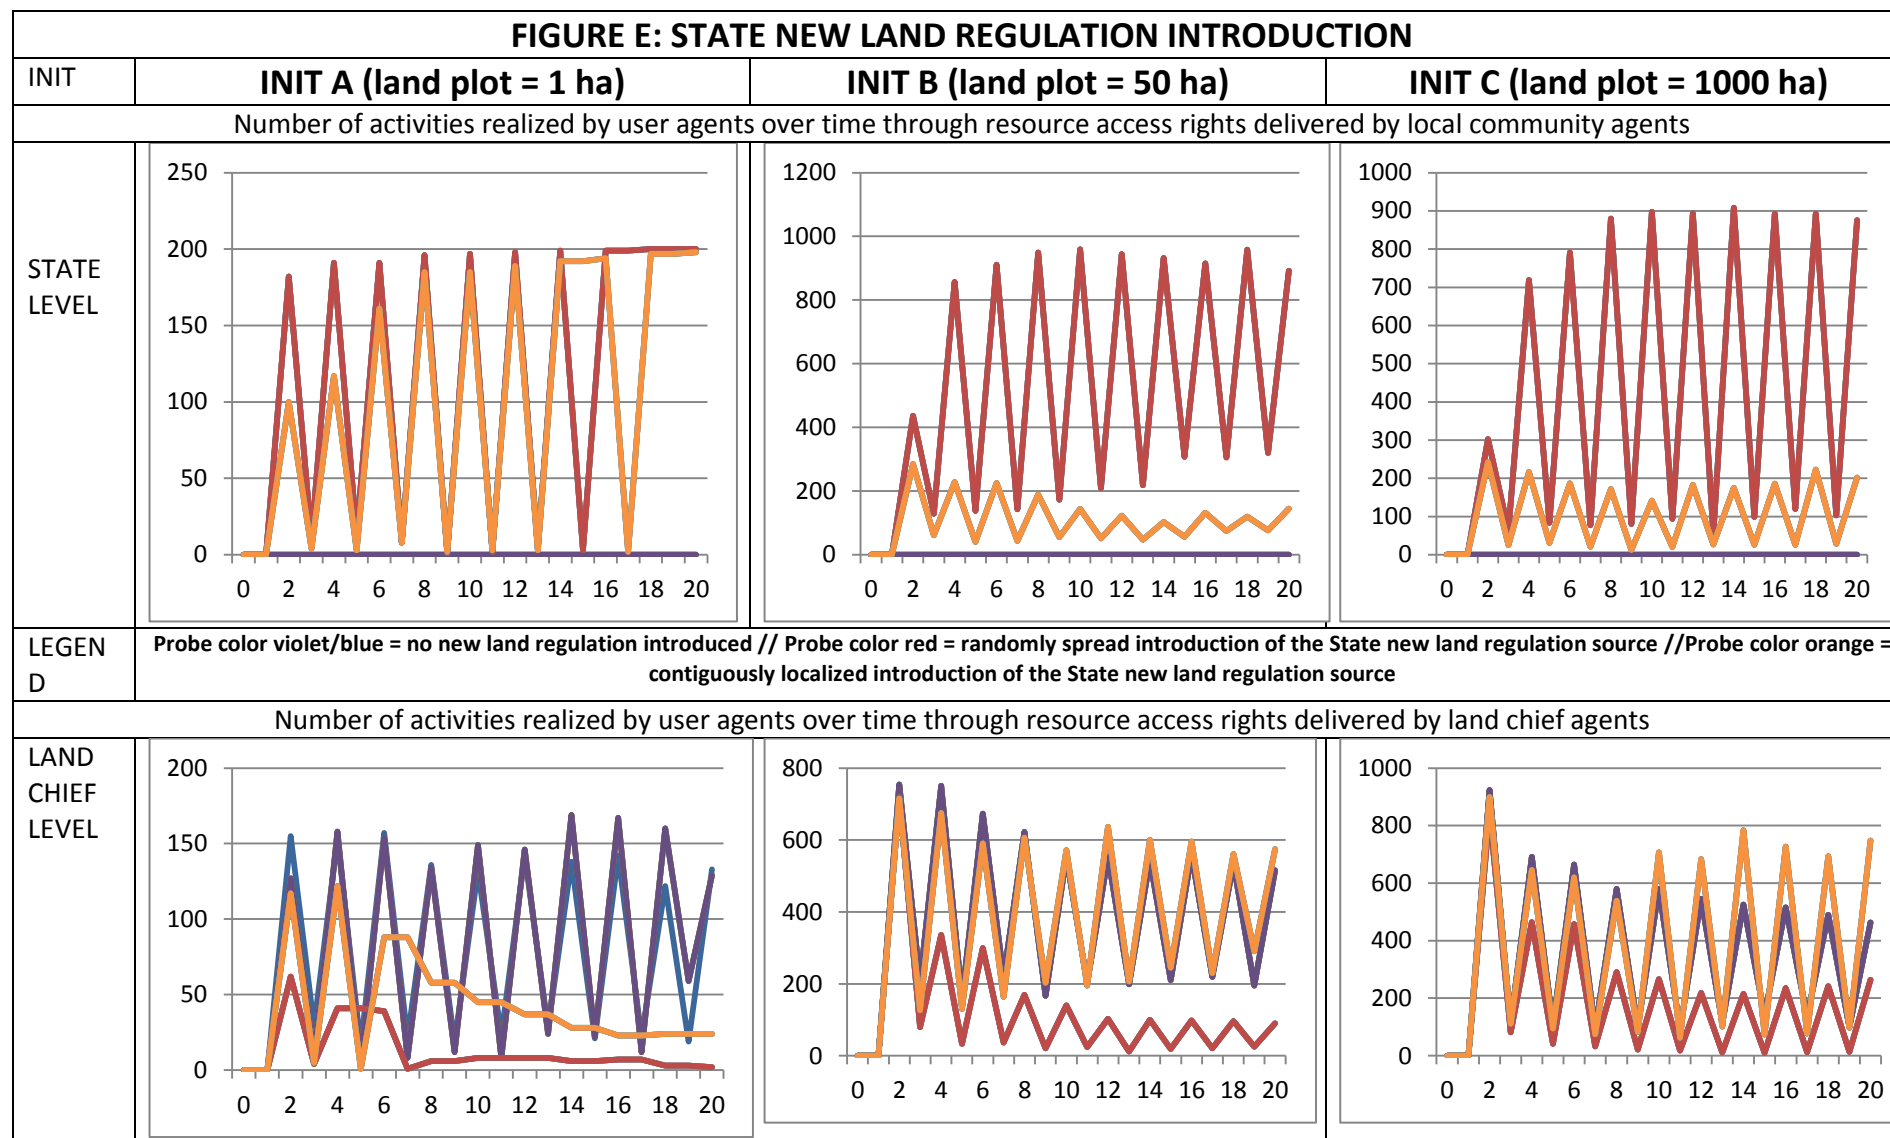 FIGURE E: STATE NEW LAND REGULATION INTRODUCTION
INIT
INIT A (land plot = 1 ha)
INIT B (land plot = 50 ha)
INIT C (land plot = 1000 ha)
Number of activities realized by user agents over time through resource access rights delivered by local community agents
STATE
LEVEL
250
200
150
100
50
0
0 2 4 6 8 10 12 14 16 18 20
1200
1000
800
600
400
200
0
0 2 4 6 8 10 12 14 16 18 20
1000
900
800
700
600
500
400
300
200
100
0
0 2 4 6 8 10 12 14 16 18 20
LEGEN
D
Probe color violet/blue = no new land regulation introduced // Probe color red = randomly spread introduction of the State new land regulation source //Probe color orange =
contiguously localized introduction of the State new land regulation source
Number of activities realized by user agents over time through resource access rights delivered by land chief agents
LAND
CHIEF
LEVEL
200
150
100
50
0
0 2 4 6 8 10 12 14 16 18 20
800
600
400
200
0
0 2 4 6 8 10 12 14 16 18 20
1000
800
600
400
200
0
0 2 4 6 8 10 12 14 16 18 20